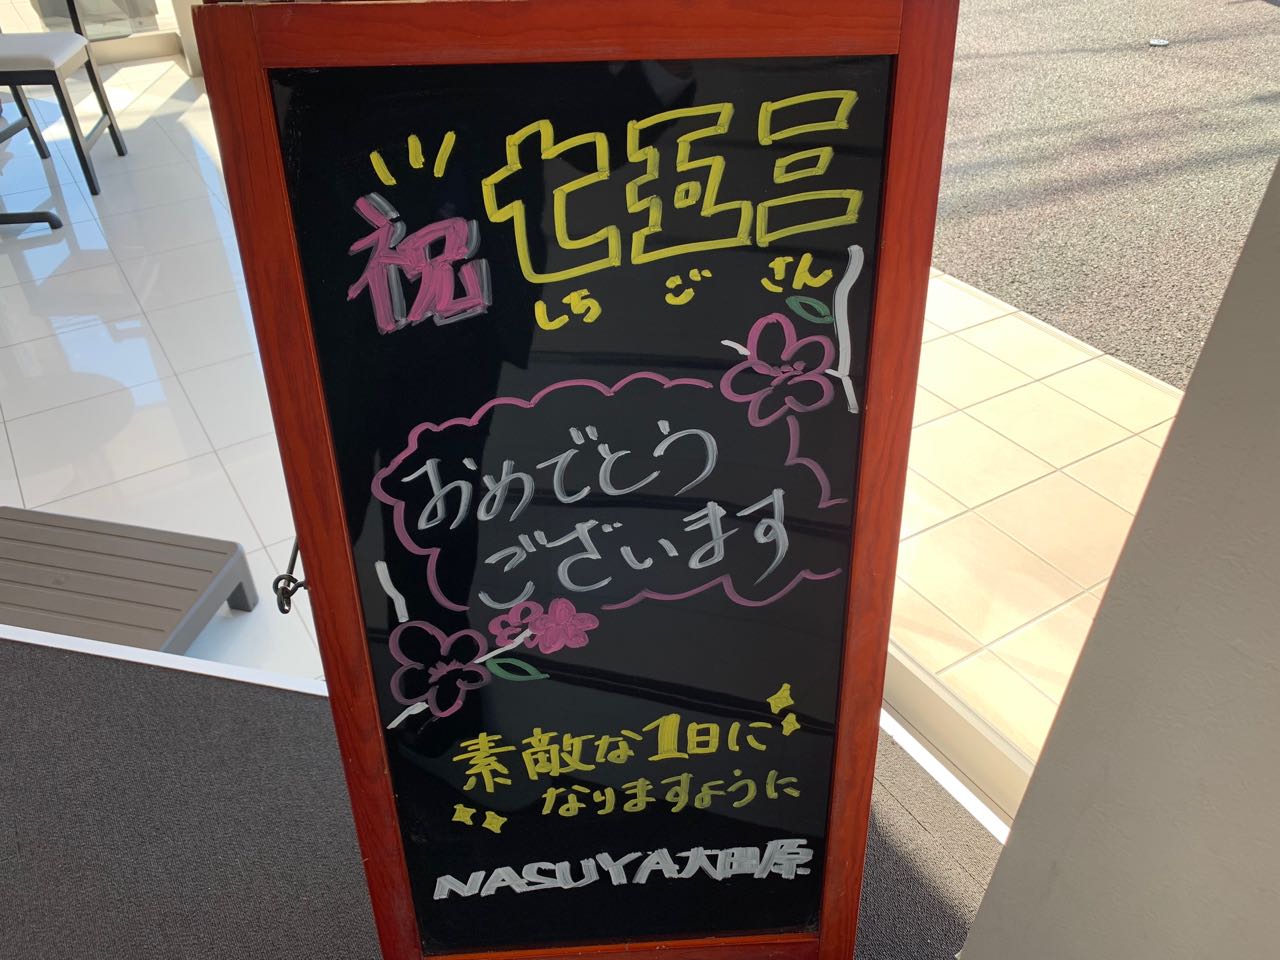 祝 七五三
しち ご さん
おめでとう
ございます
素敵な1日に
なりますように
NASUYA大田原